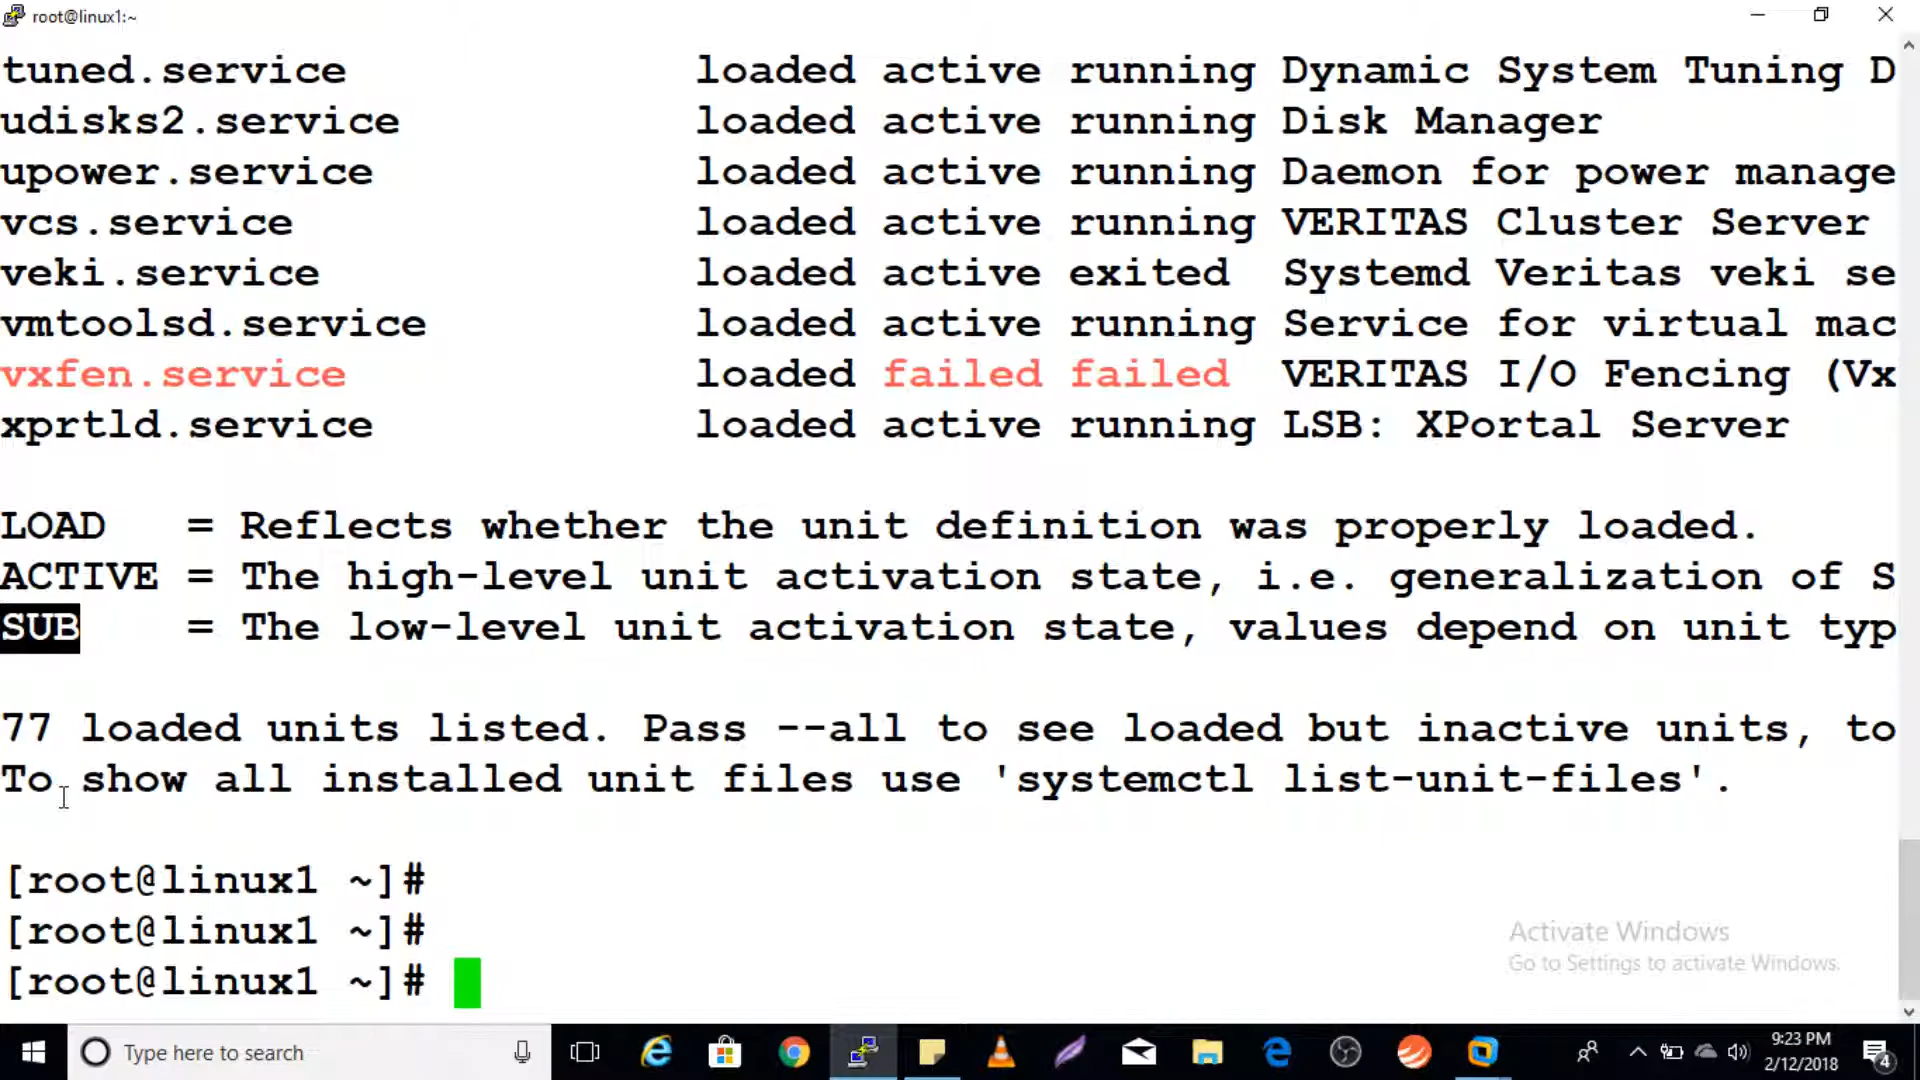 root@linux1:~
tuned.service loaded active running Dynamic System Tuning D
udisks2.service loaded active running Disk Manager
upower.service loaded active running Daemon for power manage
vcs.service loaded active running VERITAS Cluster Server
veki.service loaded active exited Systemd Veritas veki se
vmtoolsd.service loaded active running Service for virtual mac
vxfen.service loaded failed failed VERITAS I/O Fencing (Vx
xprtld.service loaded active running LSB: XPortal Server
LOAD = Reflects whether the unit definition was properly loaded.
ACTIVE = The high-level unit activation state, i.e. generalization of S
SUB = The low-level unit activation state, values depend on unit typ
77 loaded units listed. Pass --all to see loaded but inactive units, to
To show all installed unit files use 'systemctl list-unit-files'.
[root@linux1 ~]#
[root@linux1 ~]#
[root@linux1 ~]#
Activate Windows
Go to Settings to activate Windows.
Type here to search
9:23 PM
2/12/2018
4